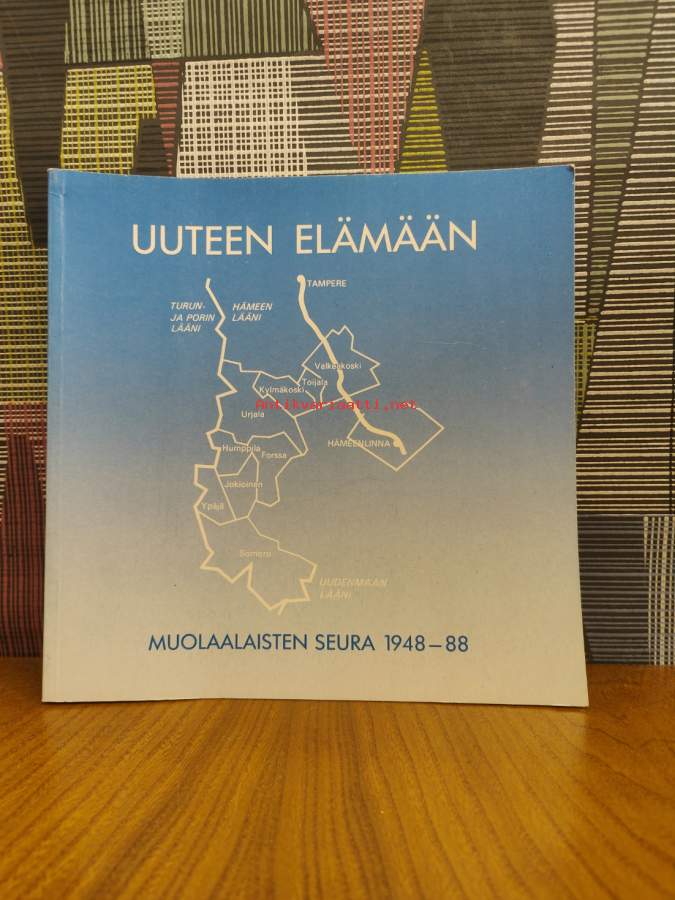 UUTEEN ELÄMÄÄN
TAMPERE
TURUN-
JA PORIN
LÄÄNI
HÄMEEN
LÄÄNI
Valkeakoski
Toijala
Kylmäkoski
Antikvariaatti.net
Urjala
HÄMEENLINNA
Humppila
Forssa
Jokioinen
Ypäjä
Somero
UUDENMAAN
LÄÄNI
MUOLAALAISTEN SEURA 1948–88